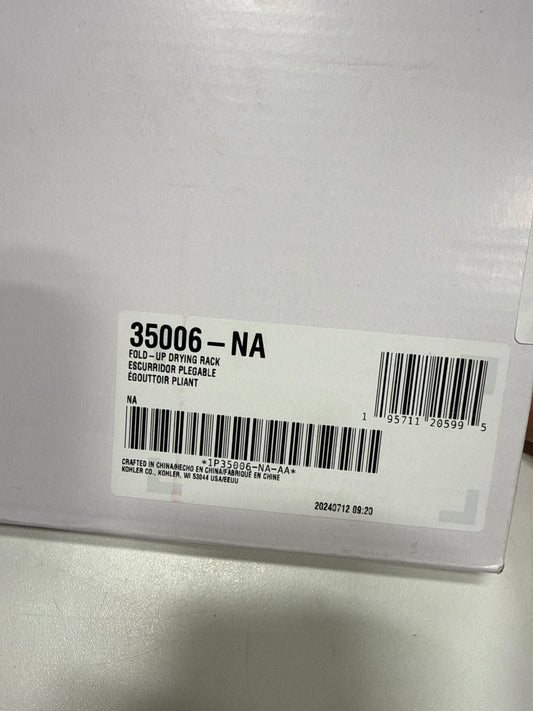 35006-NA
FOLD-UP DRYING RACK
ESCURRIDOR PLEGABLE
ÉGOUTTOIR PLIANT
NA
1 95711 20599 5
*1P35006-NA-AA*
CRAFTED IN CHINA/HECHO EN CHINA/FABRIQUÉ EN CHINE
KOHLER CO., KOHLER, WI 53044 USA/EEUU
20240712 09:20